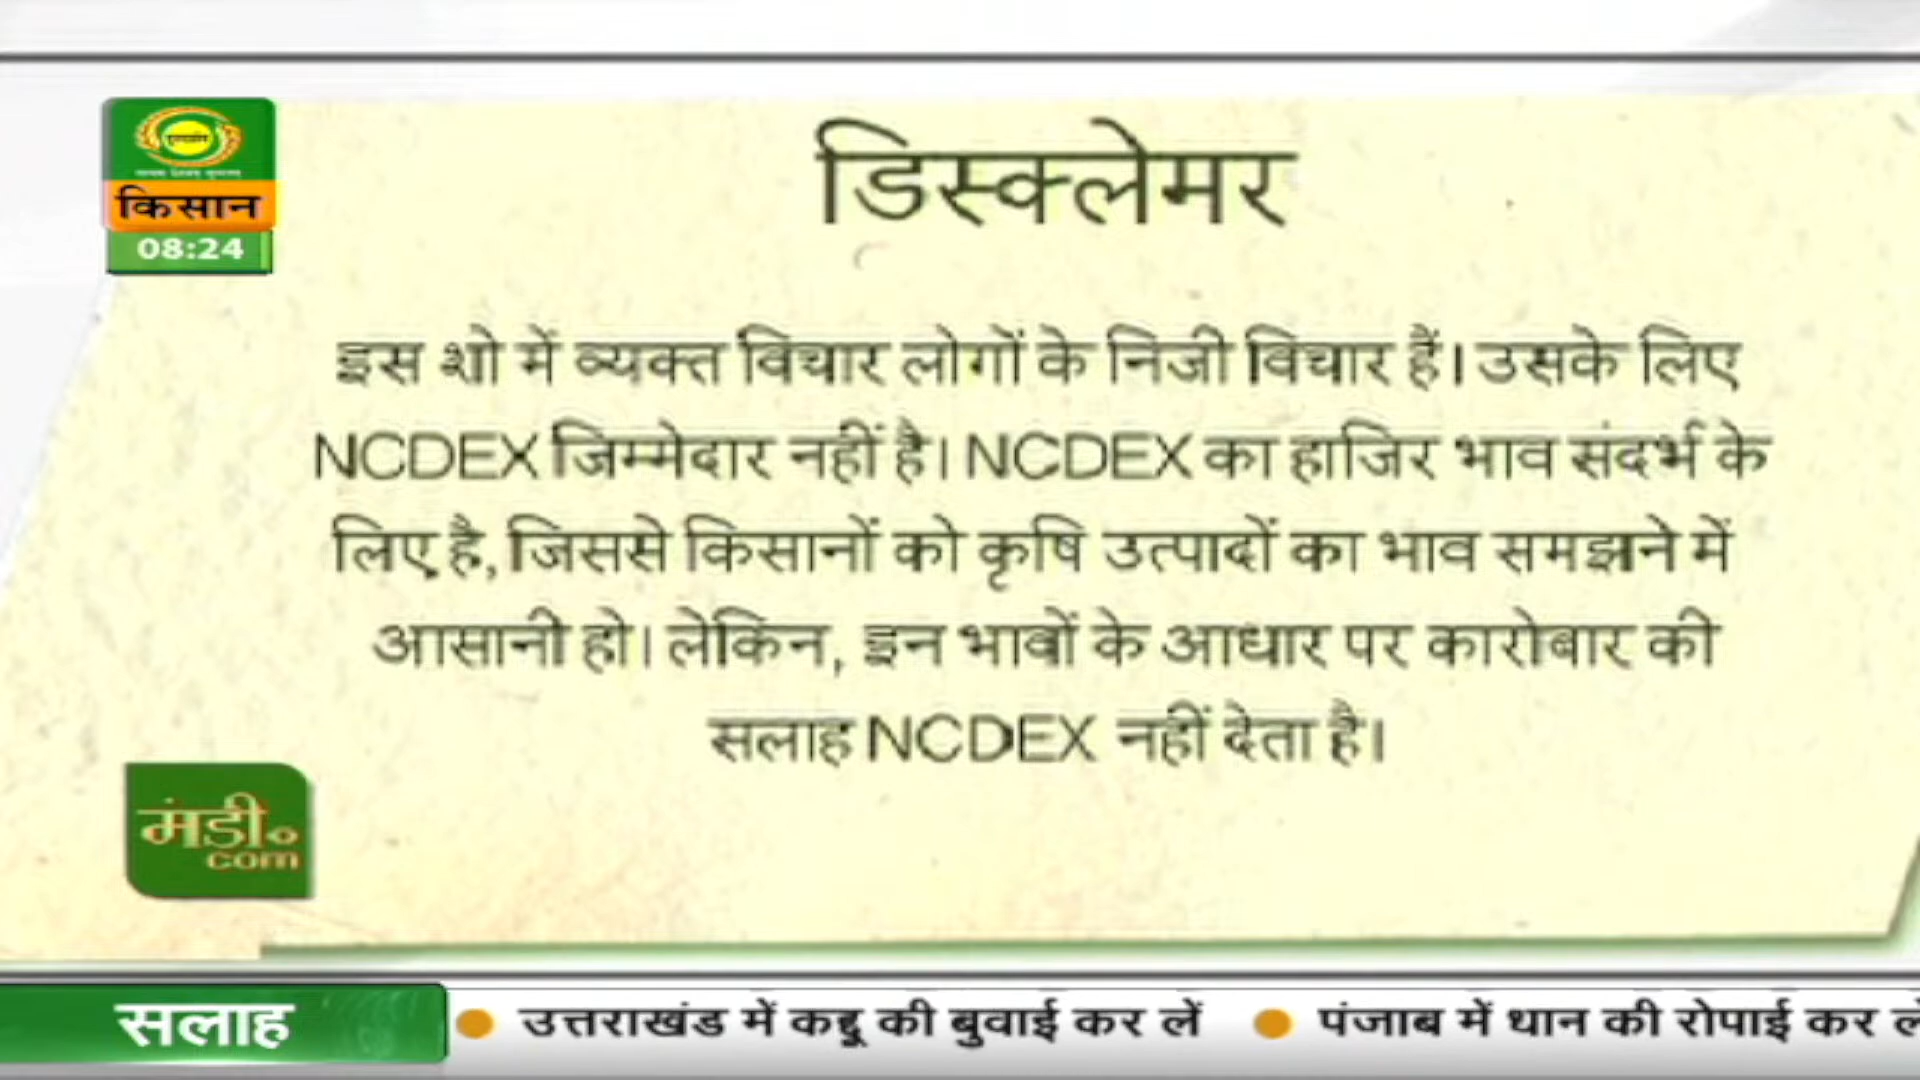 किसान
08:24
डिस्क्लेमर
इस शो में व्यक्त विचार लोगों के निजी विचार हैं। उसके लिए
NCDEX जिम्मेदार नहीं है। NCDEX का हाजिर भाव संदर्भ के
लिए है, जिससे किसानों को कृषि उत्पादों का भाव समझने में
आसानी हो। लेकिन, इन भावों के आधार पर कारोबार की
सलाह NCDEX नहीं देता है।
मंडी.
com
सलाह
उत्तराखंड में कद्दू की बुवाई कर लें
पंजाब में धान की रोपाई कर ले